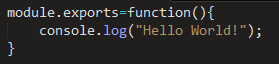 module.exports=function(){
    console.log("Hello World!");
}